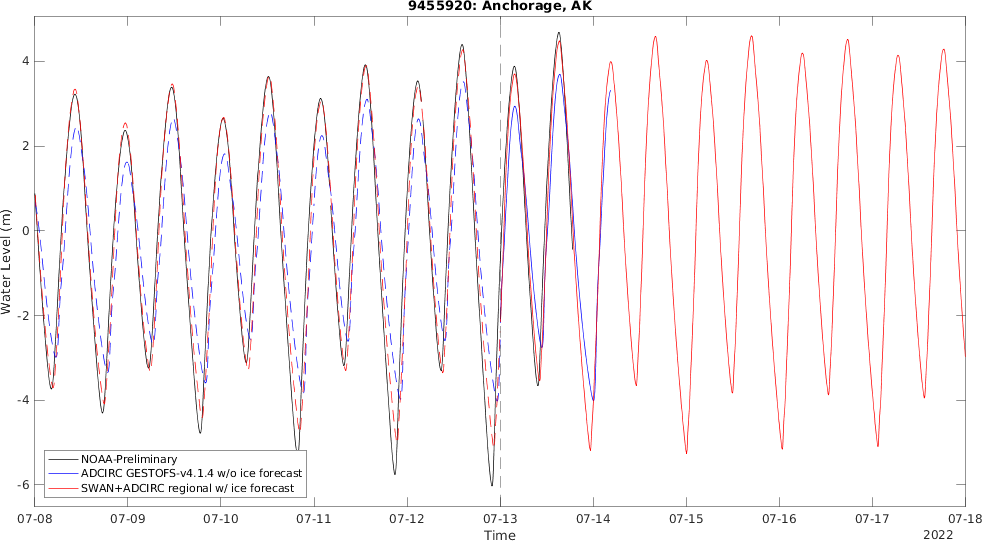 9455920: Anchorage, AK
Water Level (m)
4
2
0
-2
-4
-6
NOAA-Preliminary
ADCIRC GESTOFS-v4.1.4 w/o ice forecast
SWAN+ADCIRC regional w/ ice forecast
07-08 07-09 07-10 07-11 07-12 07-13 07-14 07-15 07-16 07-17 07-18
Time
2022